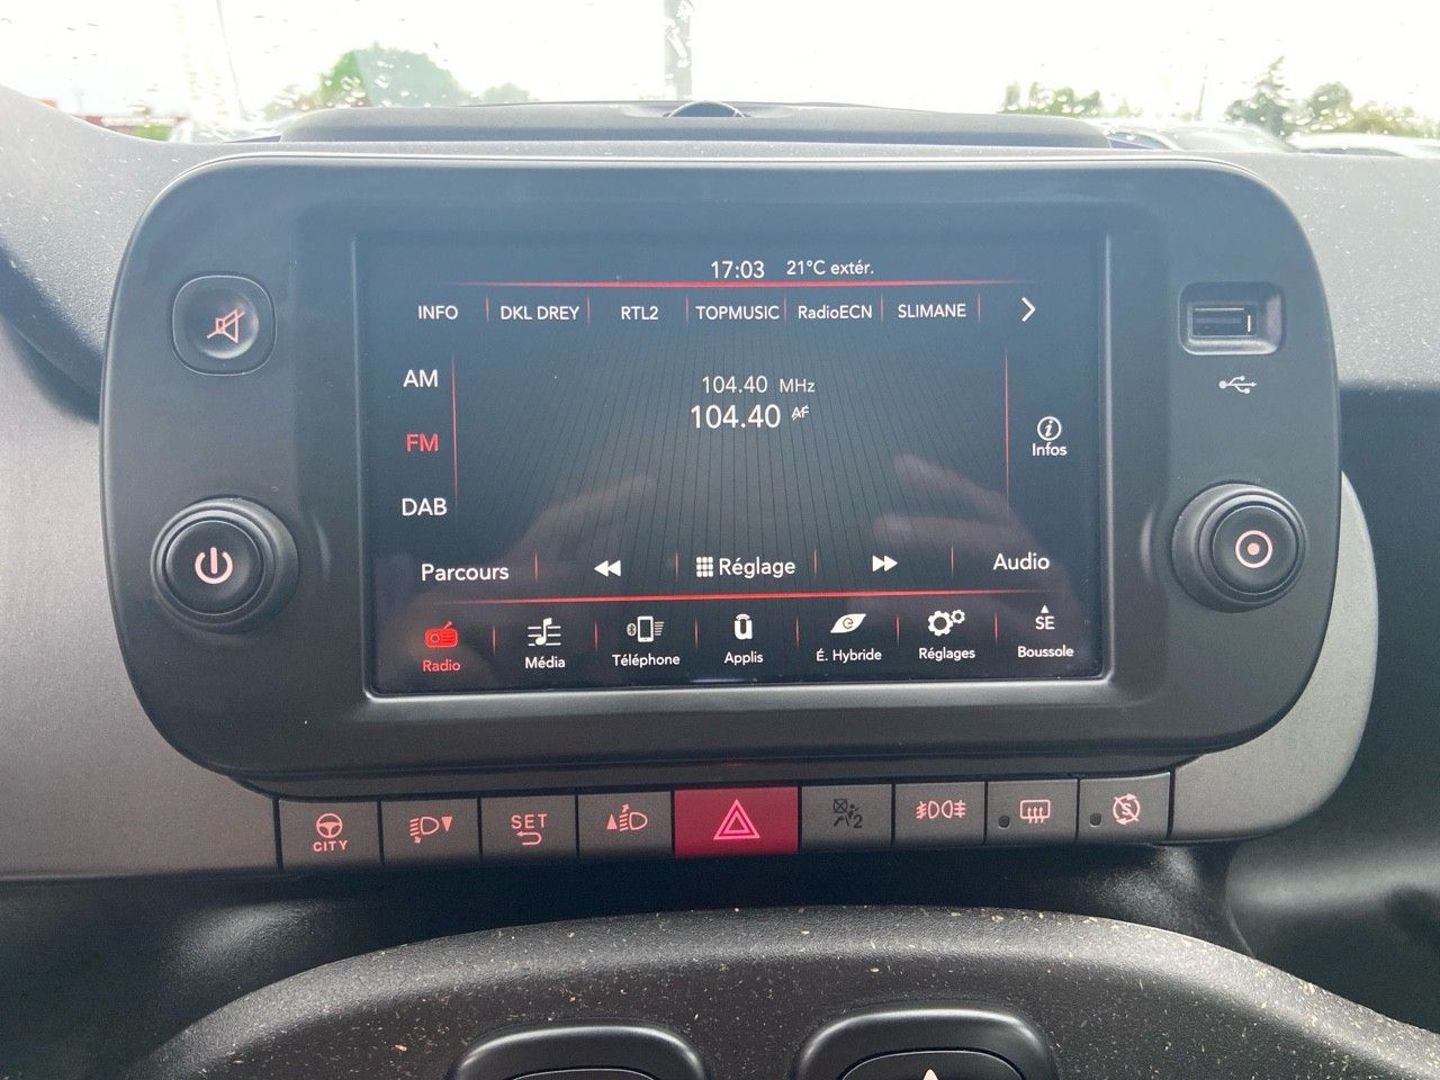 17:03 21°C extér.
INFO DKL DREY RTL2 TOPMUSIC RadioECN SLIMANE
AM
104.40 MHz
104.40 AF
FM
Infos
DAB
Parcours Réglage Audio
SE
Radio Média Téléphone Applis É. Hybride Réglages Boussole
CITY SET 2